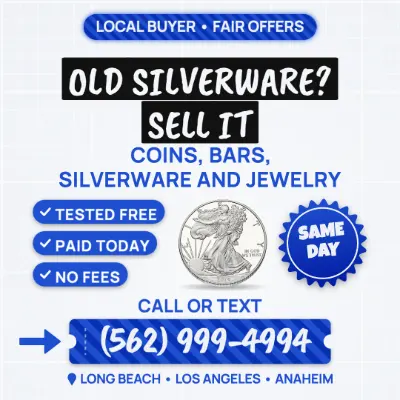 LOCAL BUYER • FAIR OFFERS
OLD SILVERWARE?
SELL IT
COINS, BARS,
SILVERWARE AND JEWELRY
✓ TESTED FREE
✓ PAID TODAY
✓ NO FEES
SAME
DAY
CALL OR TEXT
(562) 999-4994
LONG BEACH • LOS ANGELES • ANAHEIM